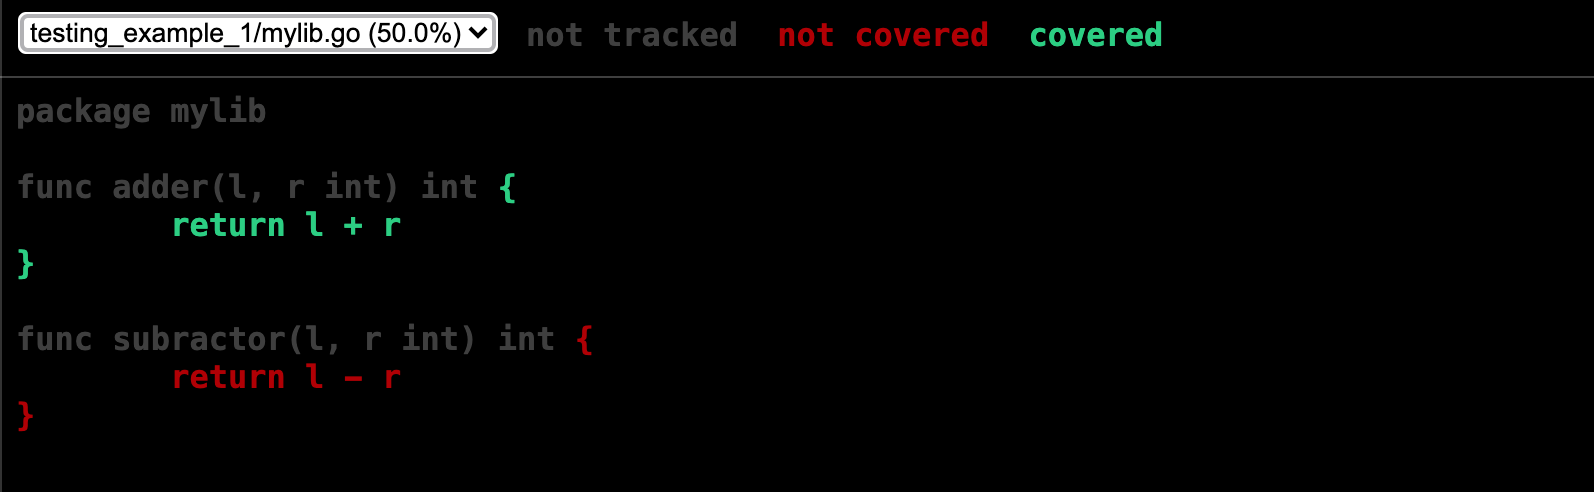 testing_example_1/mylib.go (50.0%) not tracked not covered covered
package mylib
func adder(l, r int) int {
return l + r
}
func subractor(l, r int) int {
return l - r
}